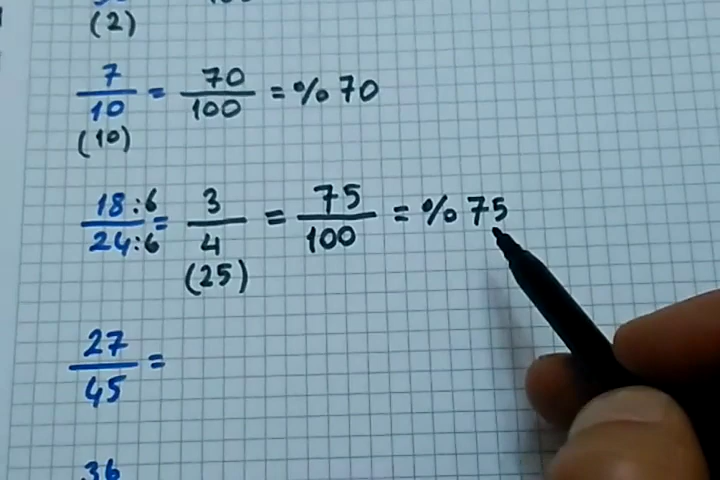 (2)
7/10 = 70/100 = %70
(10)
18:6/24:6 = 3/4 = 75/100 = %75
(25)
27/45 =
36